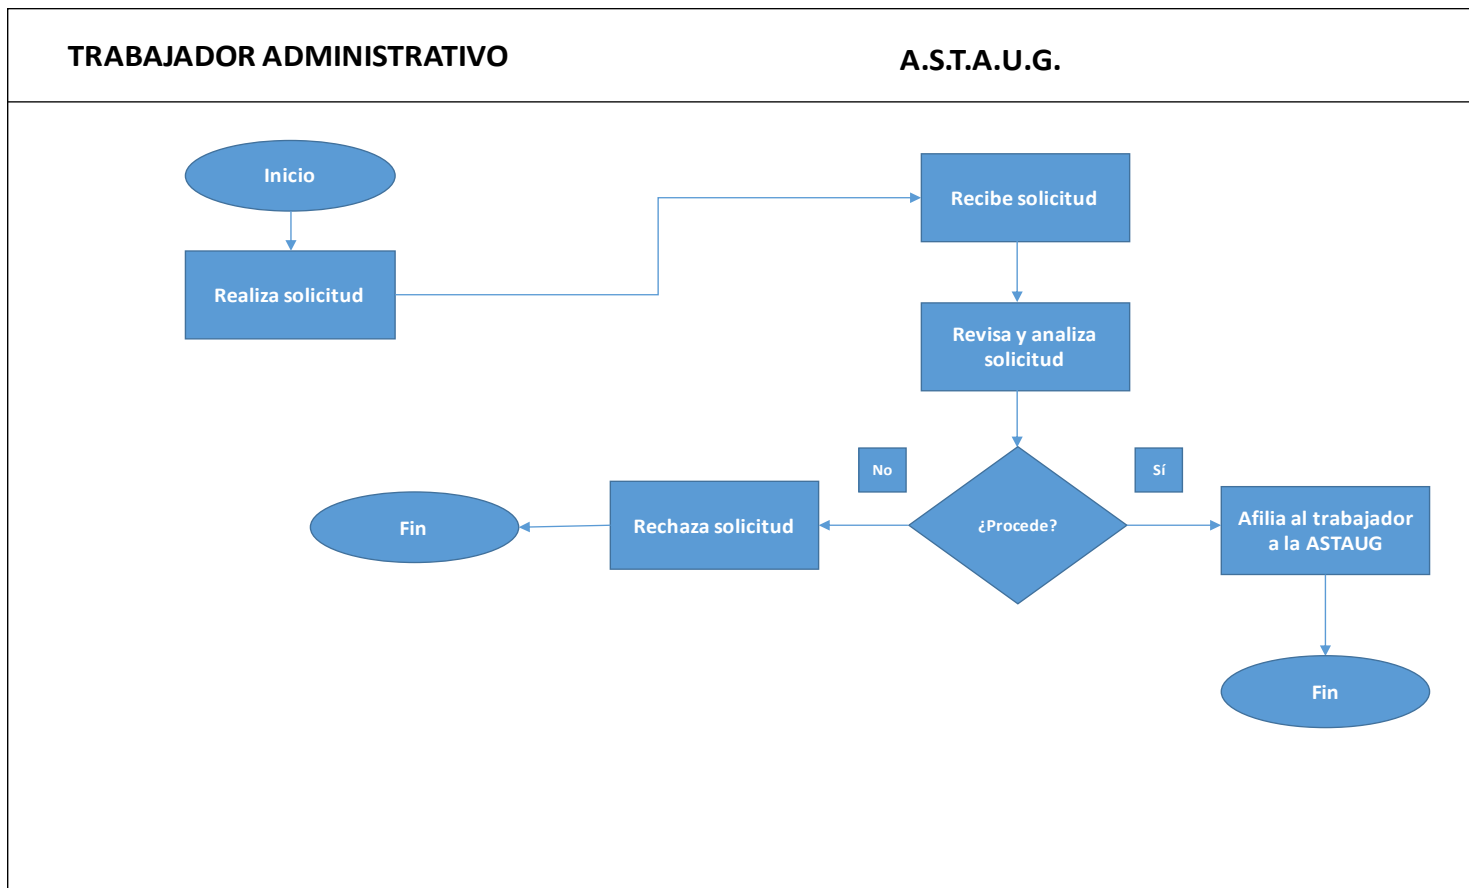 TRABAJADOR ADMINISTRATIVO
A.S.T.A.U.G.
Inicio
Realiza solicitud
Recibe solicitud
Revisa y analiza
solicitud
¿Procede?
No
Sí
Rechaza solicitud
Fin
Afilia al trabajador
a la ASTAUG
Fin